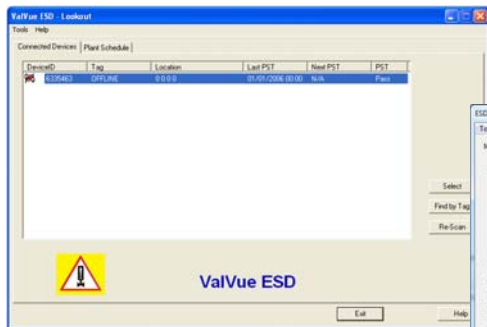 ValVue ESD - Lookout
Tools Help
Connected Devices Plant Schedule
DeviceID Tag Location Last PST Next PST PST
6335463 OFFLINE 0 0 0 0 01/01/2006 00:00 N/A Pass
Select
Find by Tag
Re-Scan
ValVue ESD
Exit
Help
ESD